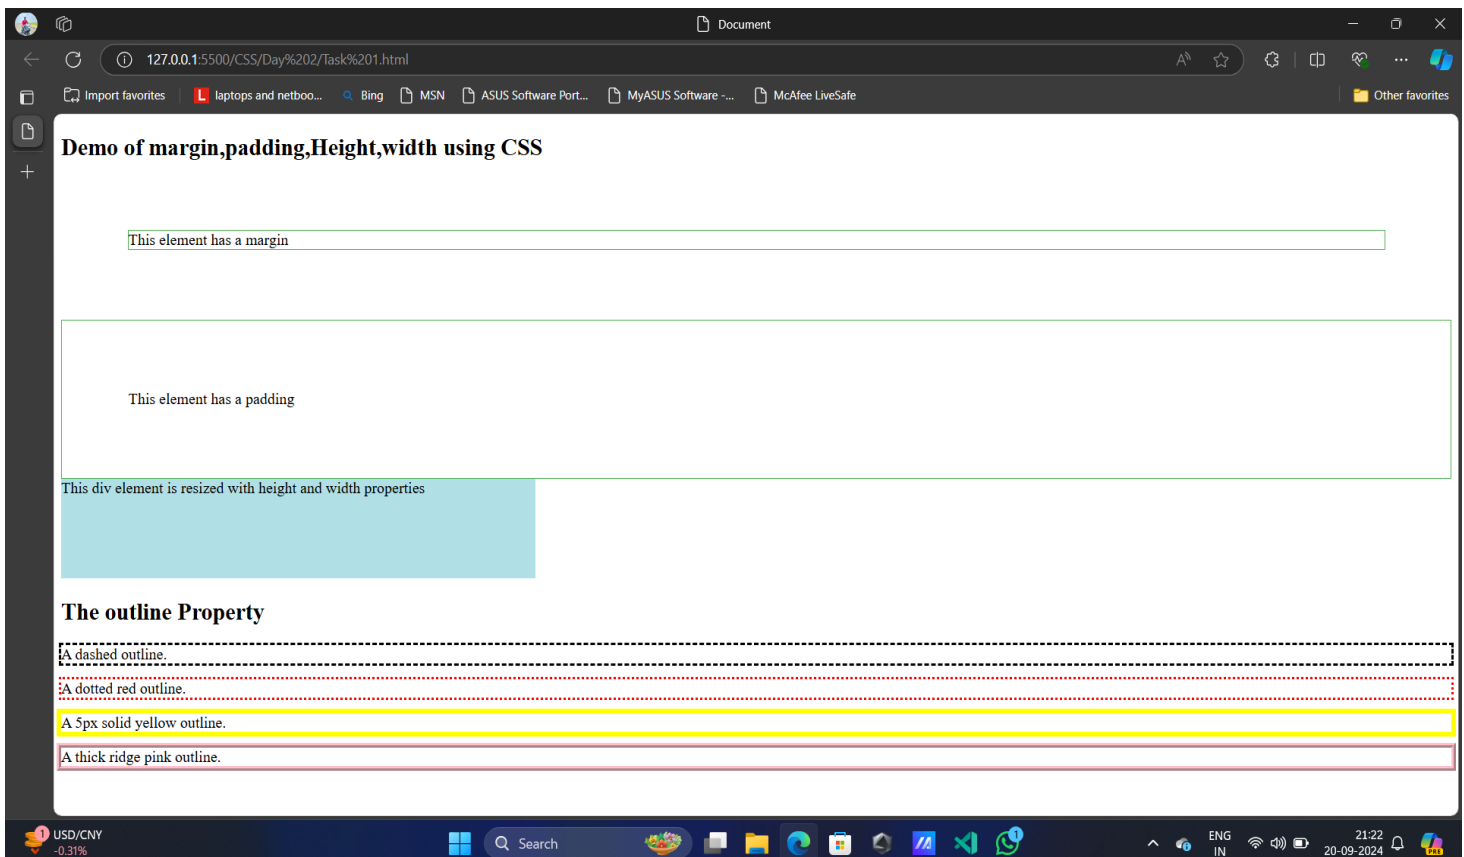 Document
127.0.0.1:5500/CSS/Day%202/Task%201.html
Import favorites L laptops and netboo... Bing MSN ASUS Software Port... MyASUS Software -... McAfee LiveSafe Other favorites
Demo of margin,padding,Height,width using CSS
This element has a margin
This element has a padding
This div element is resized with height and width properties
The outline Property
A dashed outline.
A dotted red outline.
A 5px solid yellow outline.
A thick ridge pink outline.
1 USD/CNY
-0.31%
Search
1
ENG
IN
21:22
20-09-2024
PRE